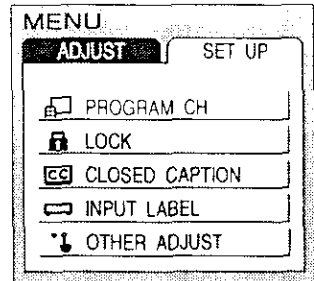 MENU
ADJUST SET UP
PROGRAM CH
LOCK
CC CLOSED CAPTION
INPUT LABEL
OTHER ADJUST